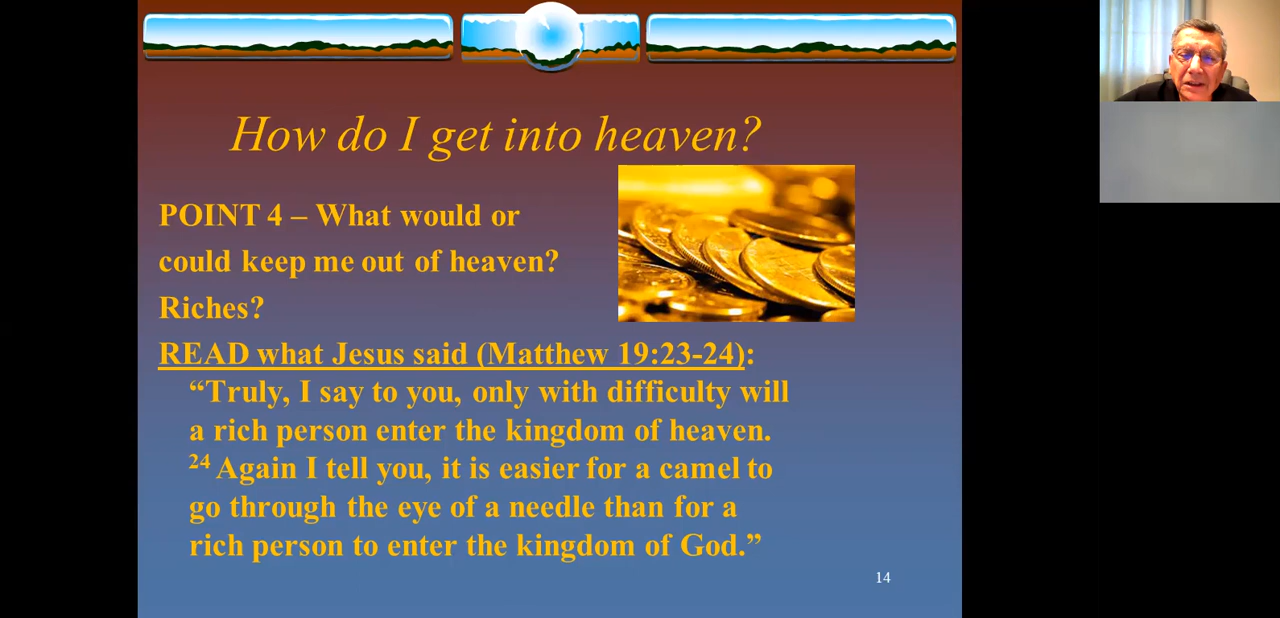 How do I get into heaven?
POINT 4 – What would or
could keep me out of heaven?
Riches?
READ what Jesus said (Matthew 19:23-24):
“Truly, I say to you, only with difficulty will
a rich person enter the kingdom of heaven.
24 Again I tell you, it is easier for a camel to
go through the eye of a needle than for a
rich person to enter the kingdom of God.”
14